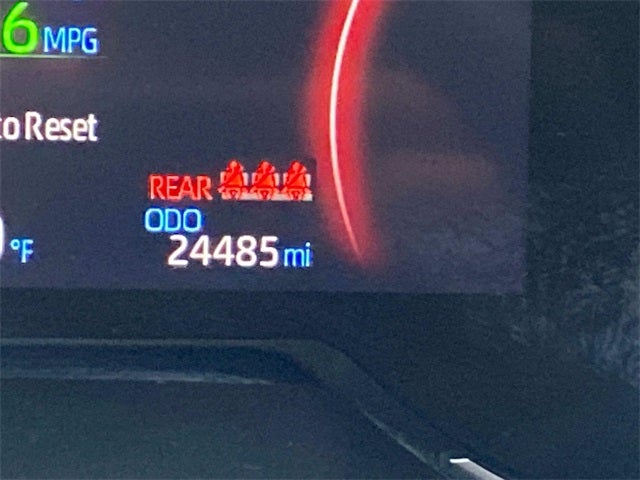 6 MPG
to Reset
REAR
ODO
°F
24485 mi